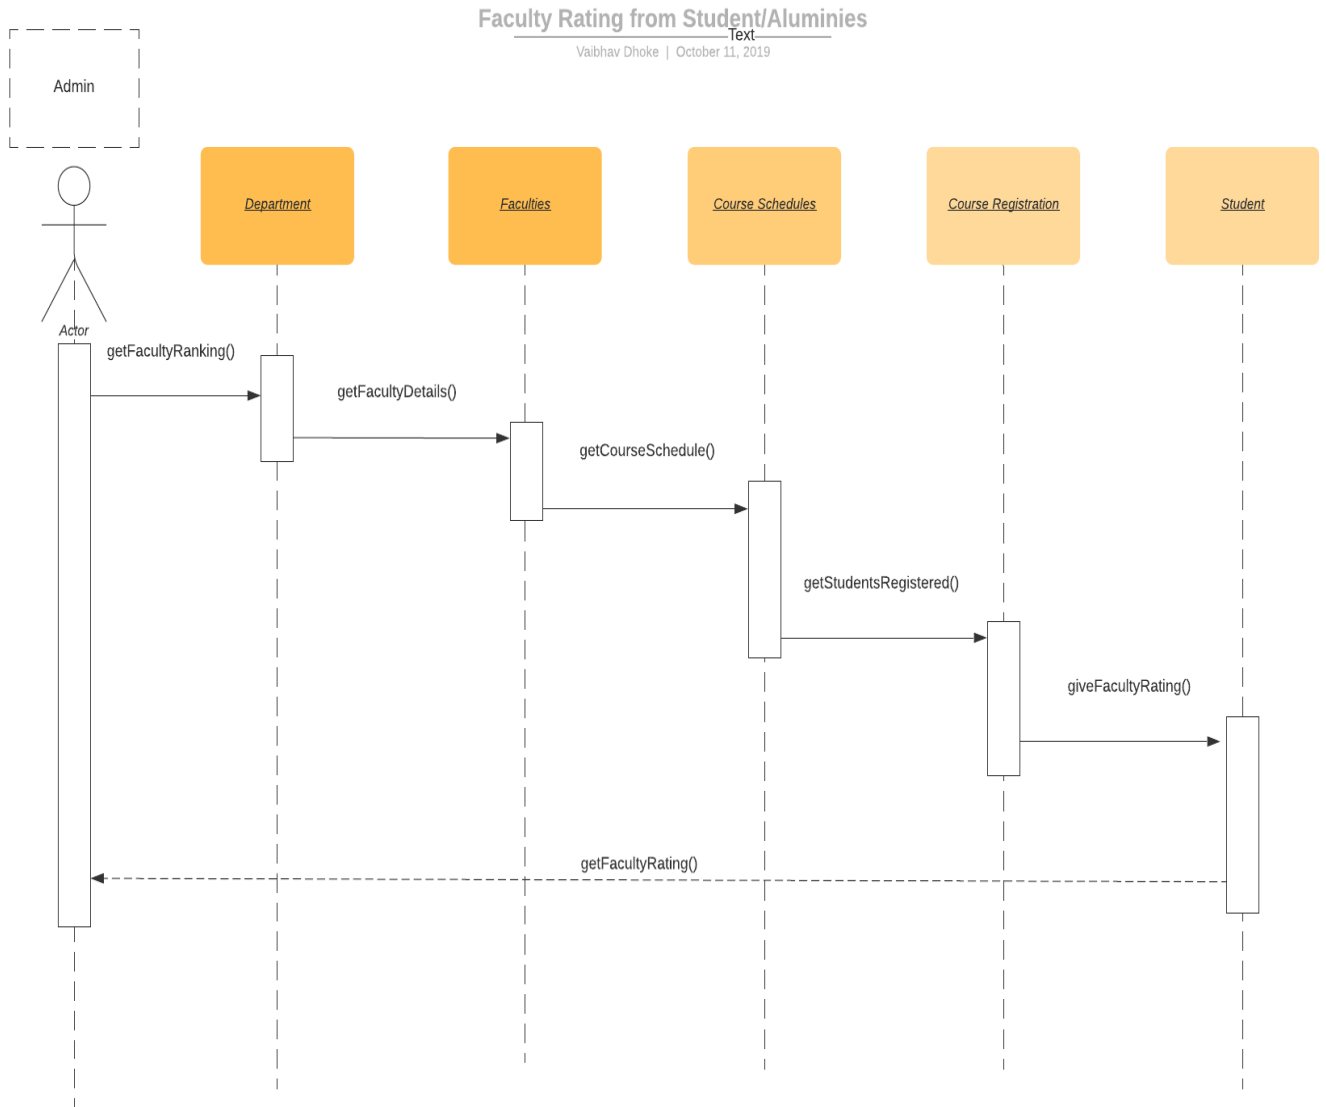 Faculty Rating from Student/Aluminies
Text
Vaibhav Dhoke | October 11, 2019
Admin
Department
Faculties
Course Schedules
Course Registration
Student
Actor
getFacultyRanking()
getFacultyDetails()
getCourseSchedule()
getStudentsRegistered()
giveFacultyRating()
getFacultyRating()